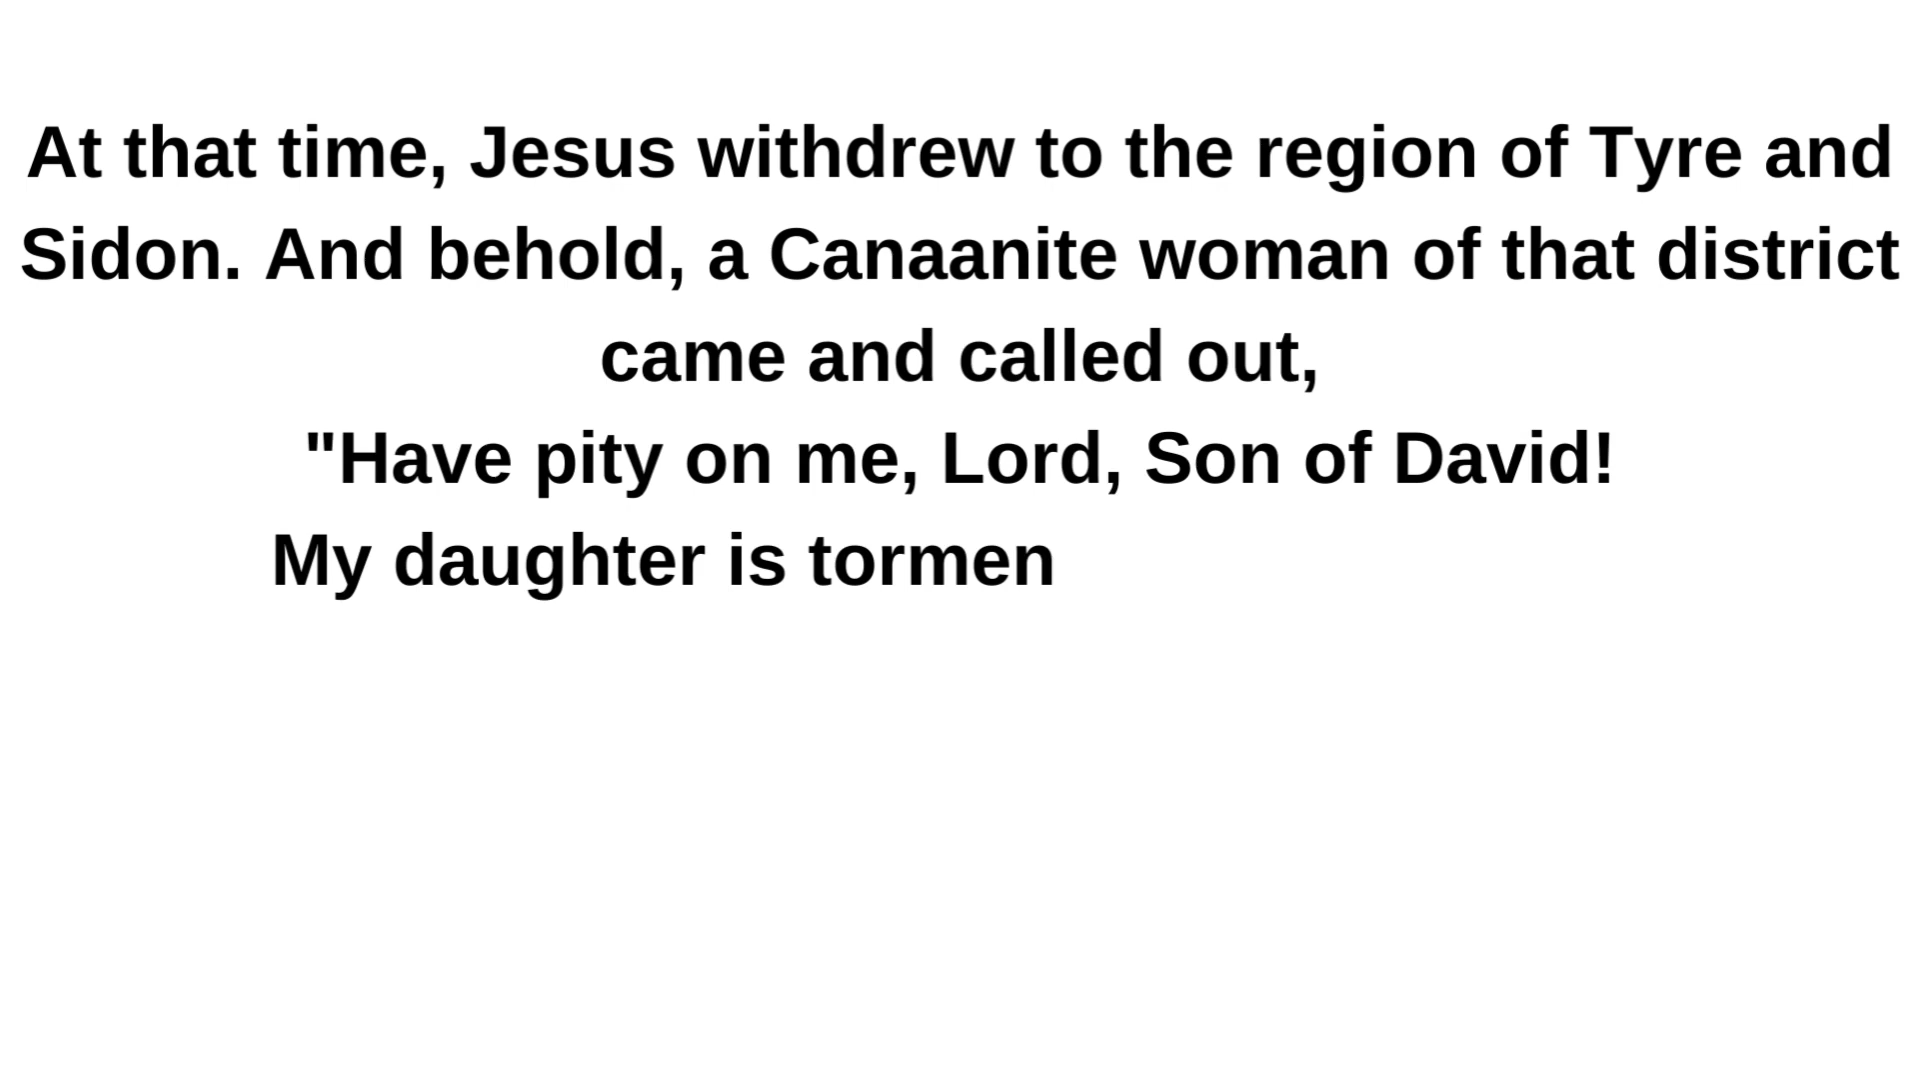 At that time, Jesus withdrew to the region of Tyre and
Sidon. And behold, a Canaanite woman of that district
came and called out,
"Have pity on me, Lord, Son of David!
My daughter is tormen